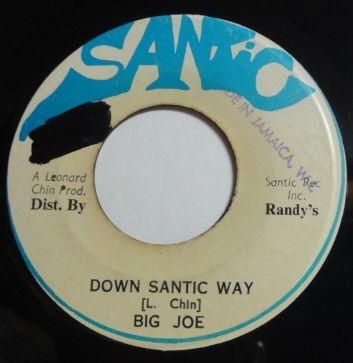 SANTIC
MADE IN JAMAICA, W.I.
A Leonard
Chin Prod.
Dist. By
Santic Rec
Inc.
Randy's
DOWN SANTIC WAY
[L. Chin]
BIG JOE